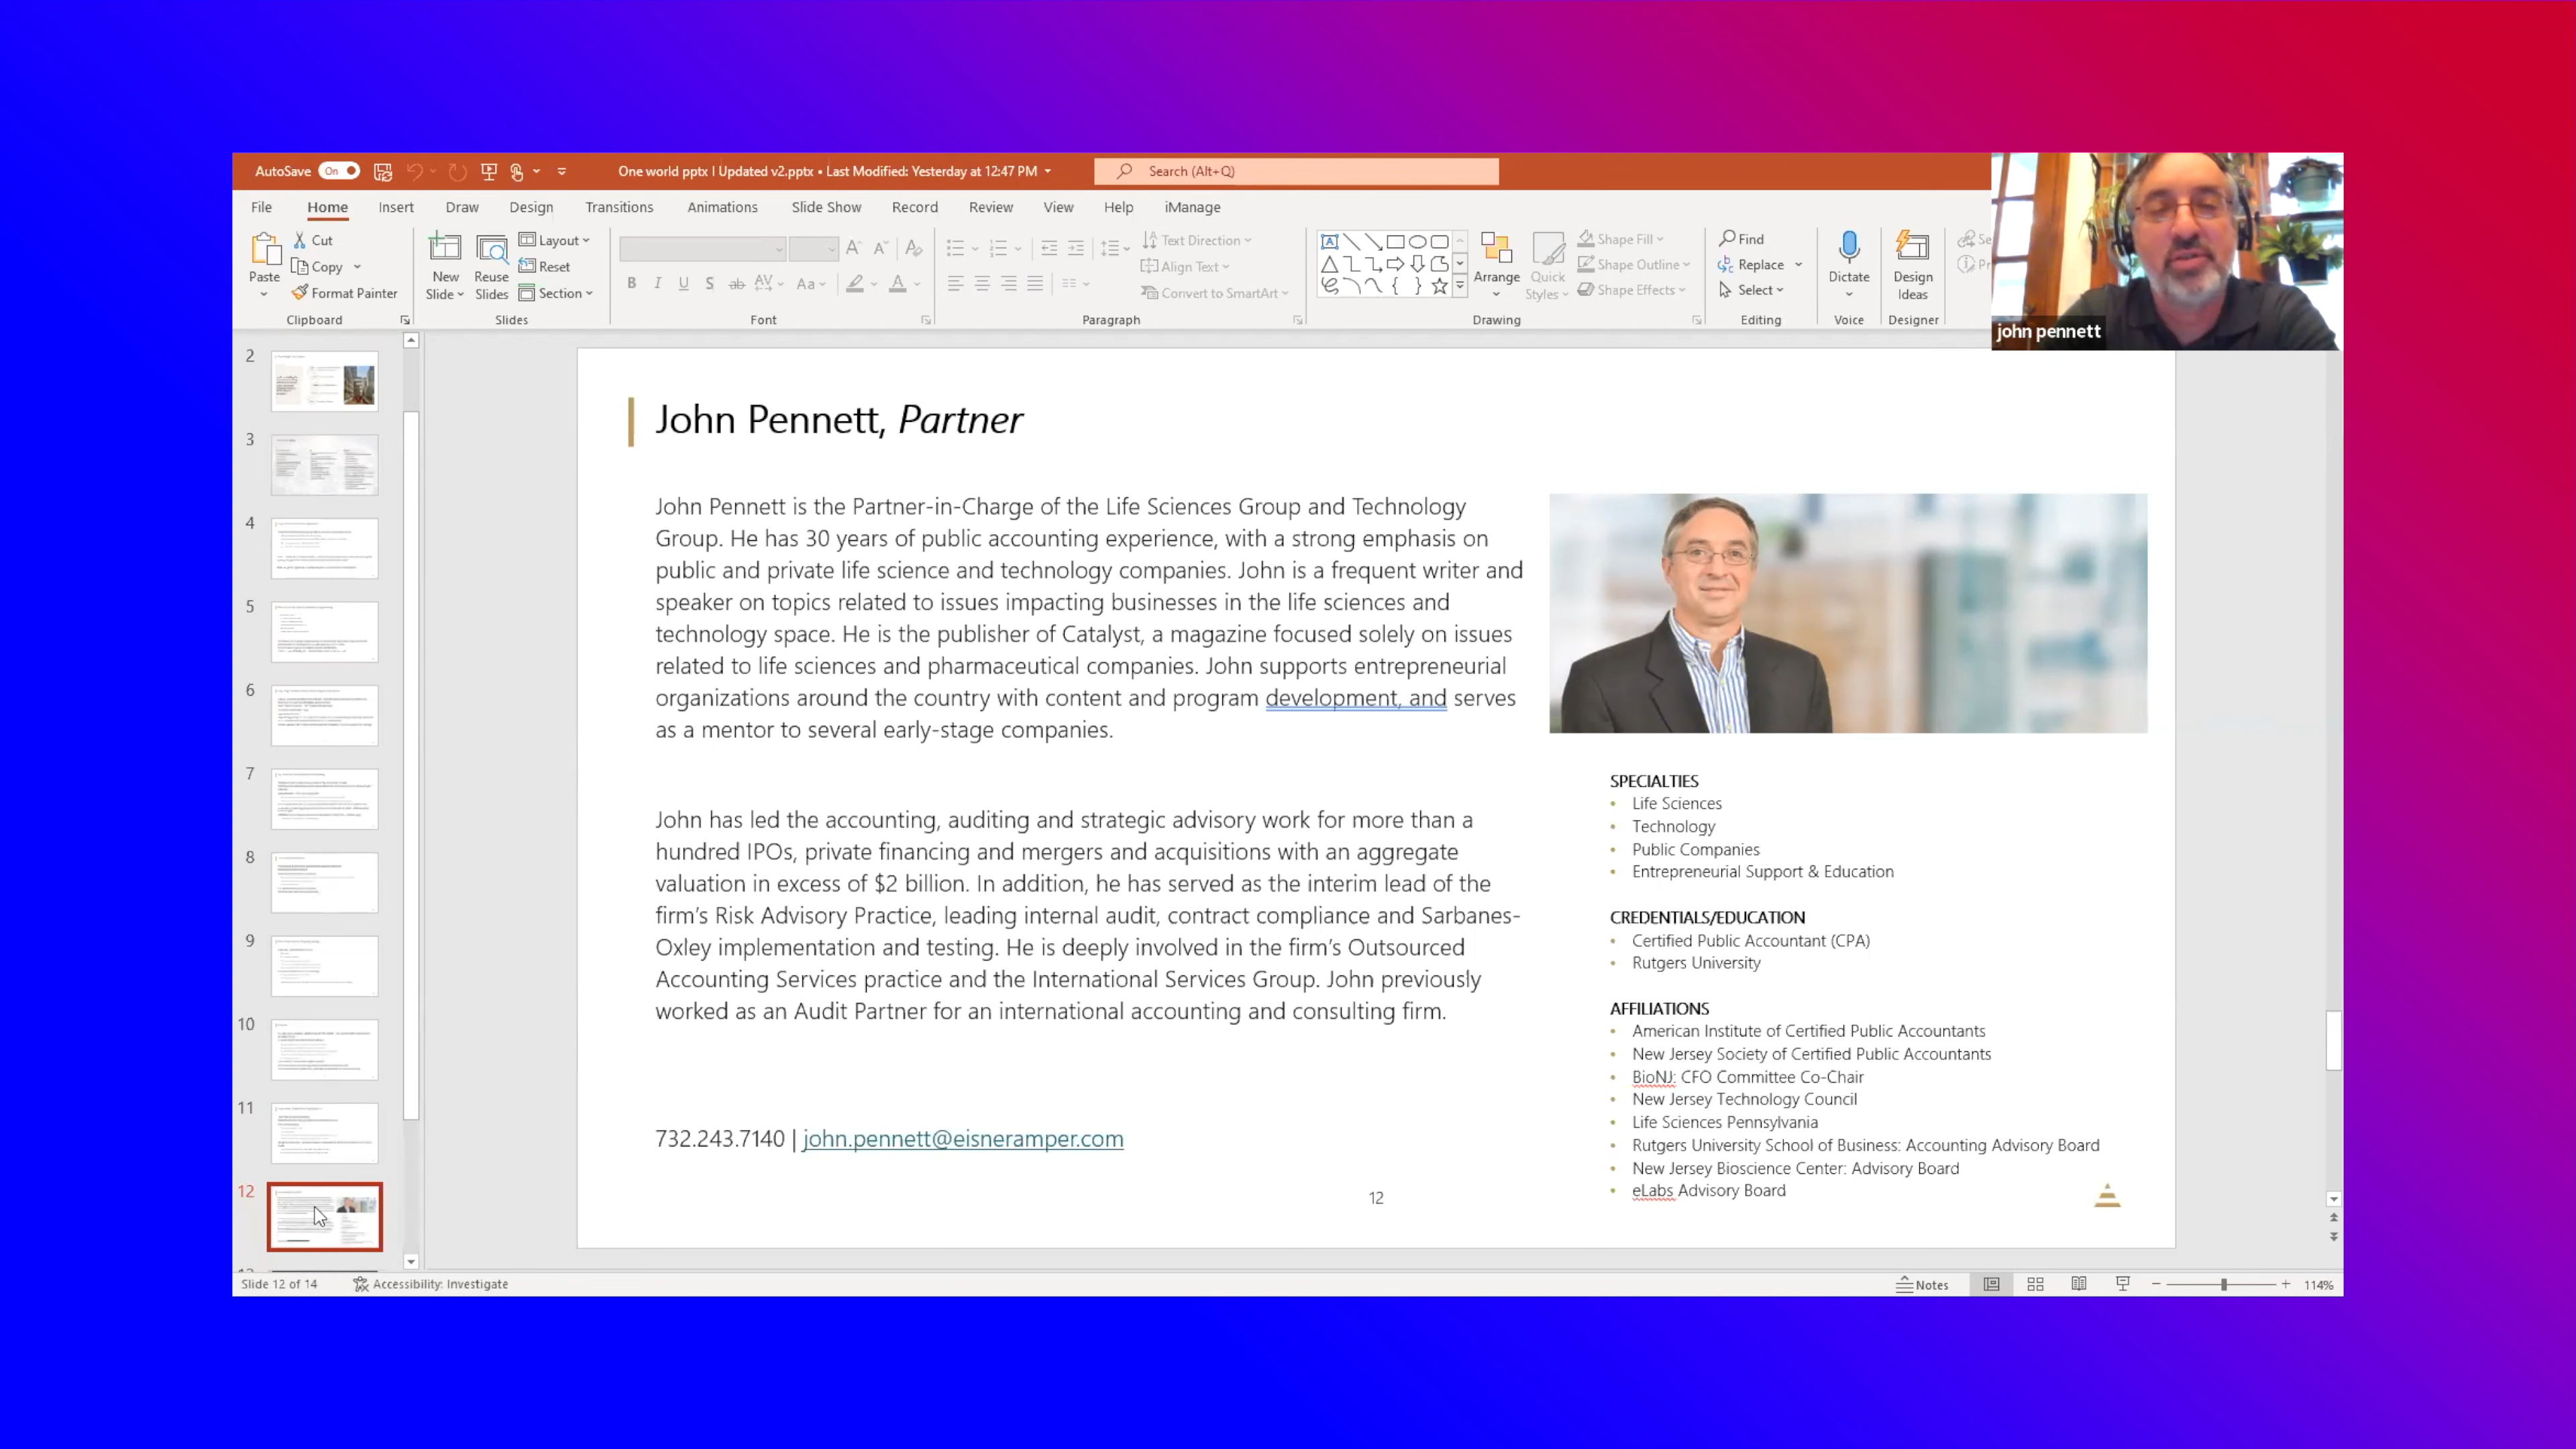 AutoSave On
One world pptx I Updated v2.pptx • Last Modified: Yesterday at 12:47 PM
Search (Alt+Q)
File Home Insert Draw Design Transitions Animations Slide Show Record Review View Help iManage
Paste
Cut
Copy
Format Painter
Clipboard
New Slide
Reuse Slides
Layout
Reset
Section
Slides
B I U S ab AV Aa A
Font
Text Direction
Align Text
Convert to SmartArt
Paragraph
Arrange
Quick Styles
Shape Fill
Shape Outline
Shape Effects
Drawing
Find
Replace
Select
Editing
Dictate
Voice
Design Ideas
Designer
john pennett
2
3
4
5
6
7
8
9
10
11
12
John Pennett, Partner
John Pennett is the Partner-in-Charge of the Life Sciences Group and Technology
Group. He has 30 years of public accounting experience, with a strong emphasis on
public and private life science and technology companies. John is a frequent writer and
speaker on topics related to issues impacting businesses in the life sciences and
technology space. He is the publisher of Catalyst, a magazine focused solely on issues
related to life sciences and pharmaceutical companies. John supports entrepreneurial
organizations around the country with content and program development, and serves
as a mentor to several early-stage companies.
John has led the accounting, auditing and strategic advisory work for more than a
hundred IPOs, private financing and mergers and acquisitions with an aggregate
valuation in excess of $2 billion. In addition, he has served as the interim lead of the
firm's Risk Advisory Practice, leading internal audit, contract compliance and Sarbanes-
Oxley implementation and testing. He is deeply involved in the firm's Outsourced
Accounting Services practice and the International Services Group. John previously
worked as an Audit Partner for an international accounting and consulting firm.
732.243.7140 | john.pennett@eisneramper.com
SPECIALTIES
• Life Sciences
• Technology
• Public Companies
• Entrepreneurial Support & Education
CREDENTIALS/EDUCATION
• Certified Public Accountant (CPA)
• Rutgers University
AFFILIATIONS
• American Institute of Certified Public Accountants
• New Jersey Society of Certified Public Accountants
• BioNJ: CFO Committee Co-Chair
• New Jersey Technology Council
• Life Sciences Pennsylvania
• Rutgers University School of Business: Accounting Advisory Board
• New Jersey Bioscience Center: Advisory Board
• eLabs Advisory Board
12
Slide 12 of 14
Accessibility: Investigate
Notes
114%